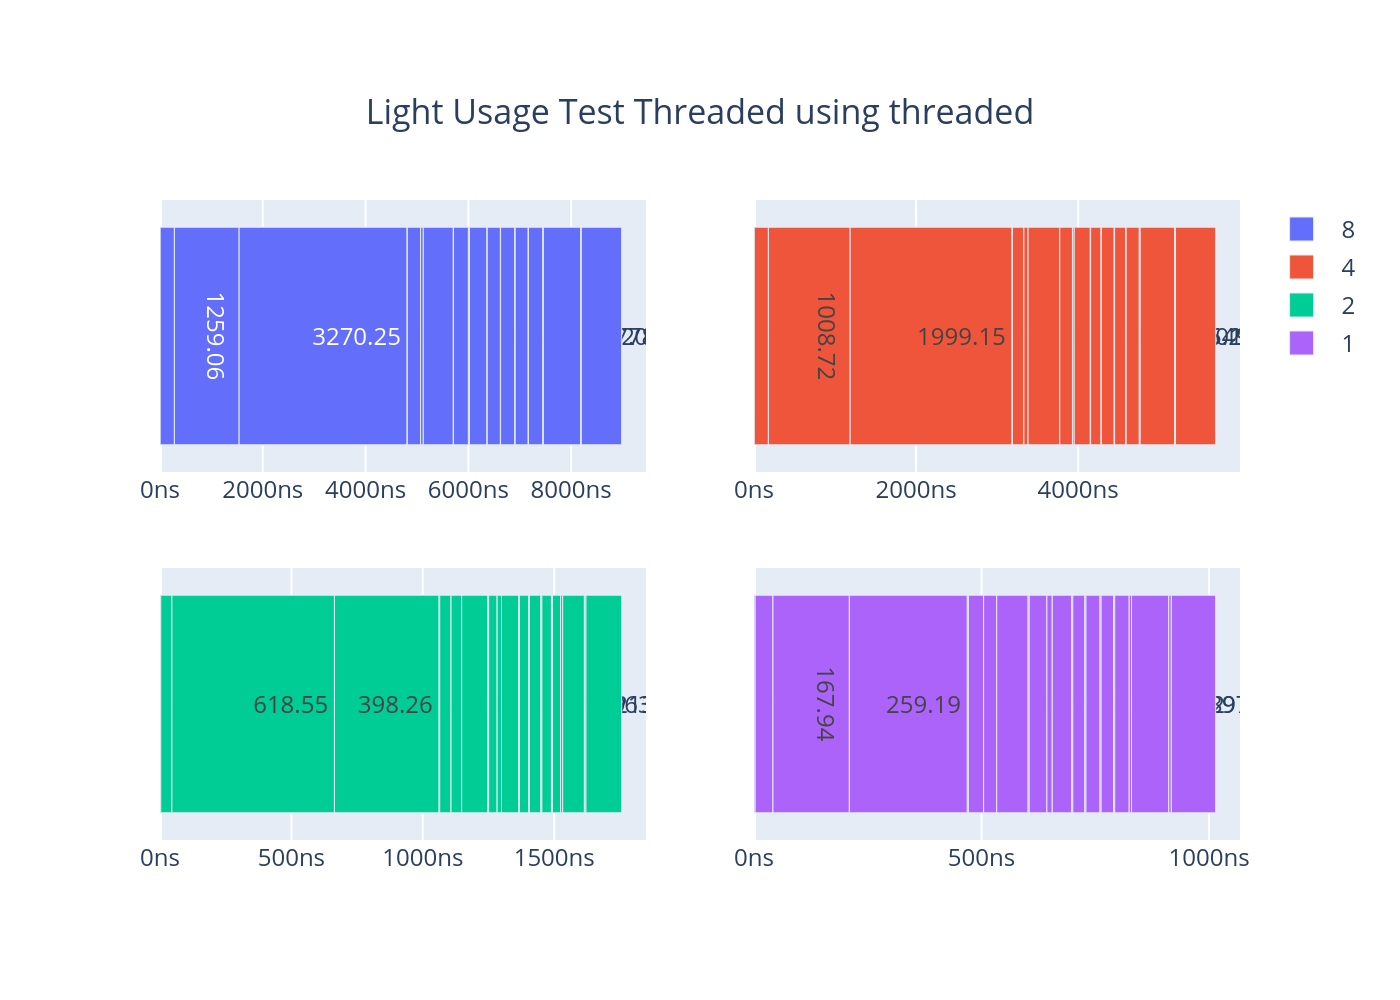 Light Usage Test Threaded using threaded
1259.06
3270.25
0ns 2000ns 4000ns 6000ns 8000ns
1008.72
1999.15
0ns 2000ns 4000ns
8
4
2
1
618.55 398.26
0ns 500ns 1000ns 1500ns
167.94
259.19
0ns 500ns 1000ns